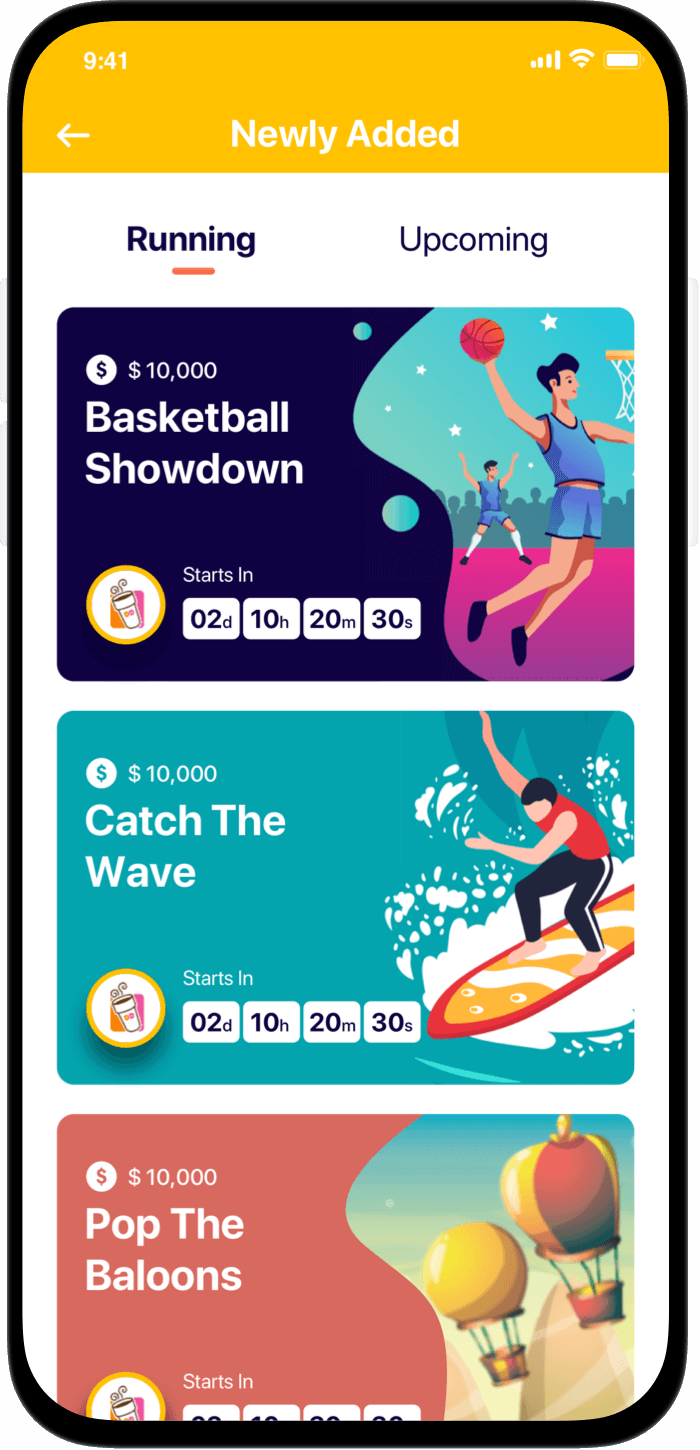 9:41
Newly Added
Running Upcoming
$ 10,000
Basketball
Showdown
Starts In
02d 10h 20m 30s
$ 10,000
Catch The
Wave
Starts In
02d 10h 20m 30s
$ 10,000
Pop The
Baloons
Starts In